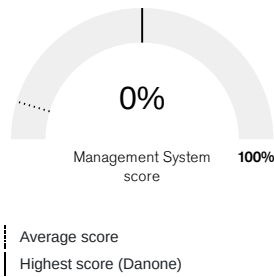 0%
Management System
score
100%
Average score
Highest score (Danone)